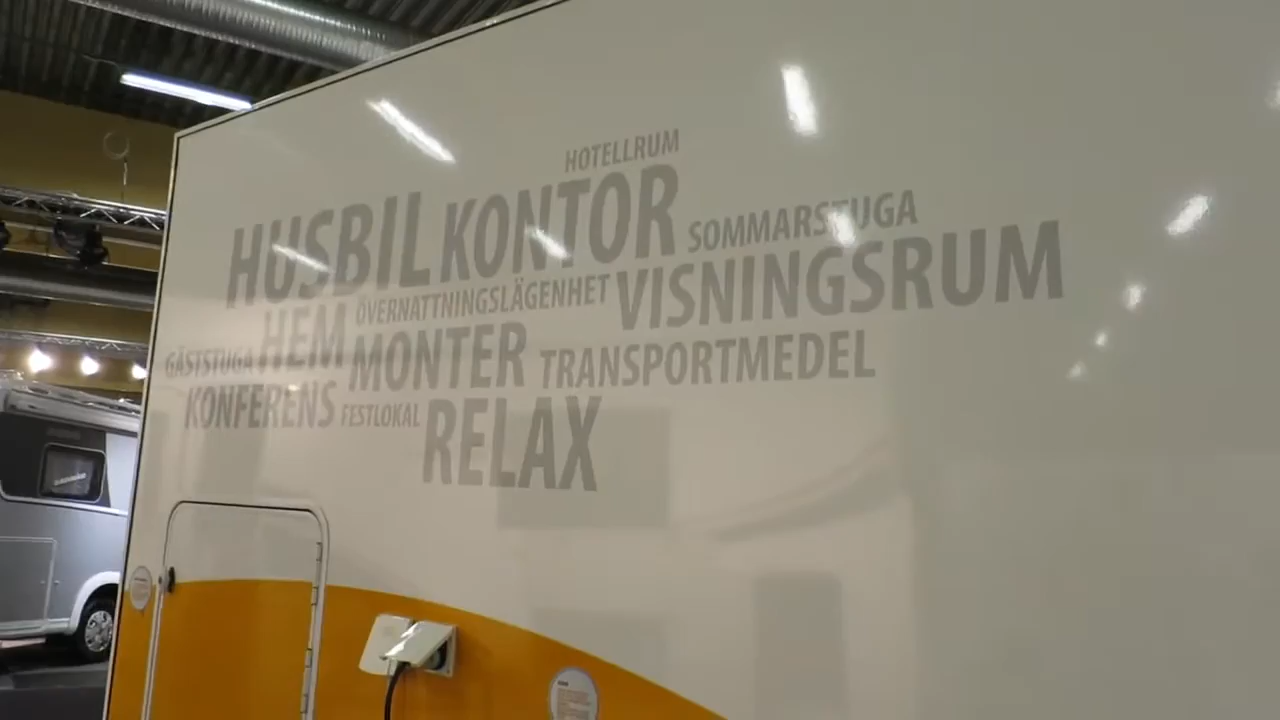 HOTELLRUM
HUSBIL KONTOR SOMMARSTUGA
ÖVERNATTNINGSLÄGENHET VISNINGSRUM
GÄSTSTUGA HEM MONTER TRANSPORTMEDEL
KONFERENS FESTLOKAL RELAX